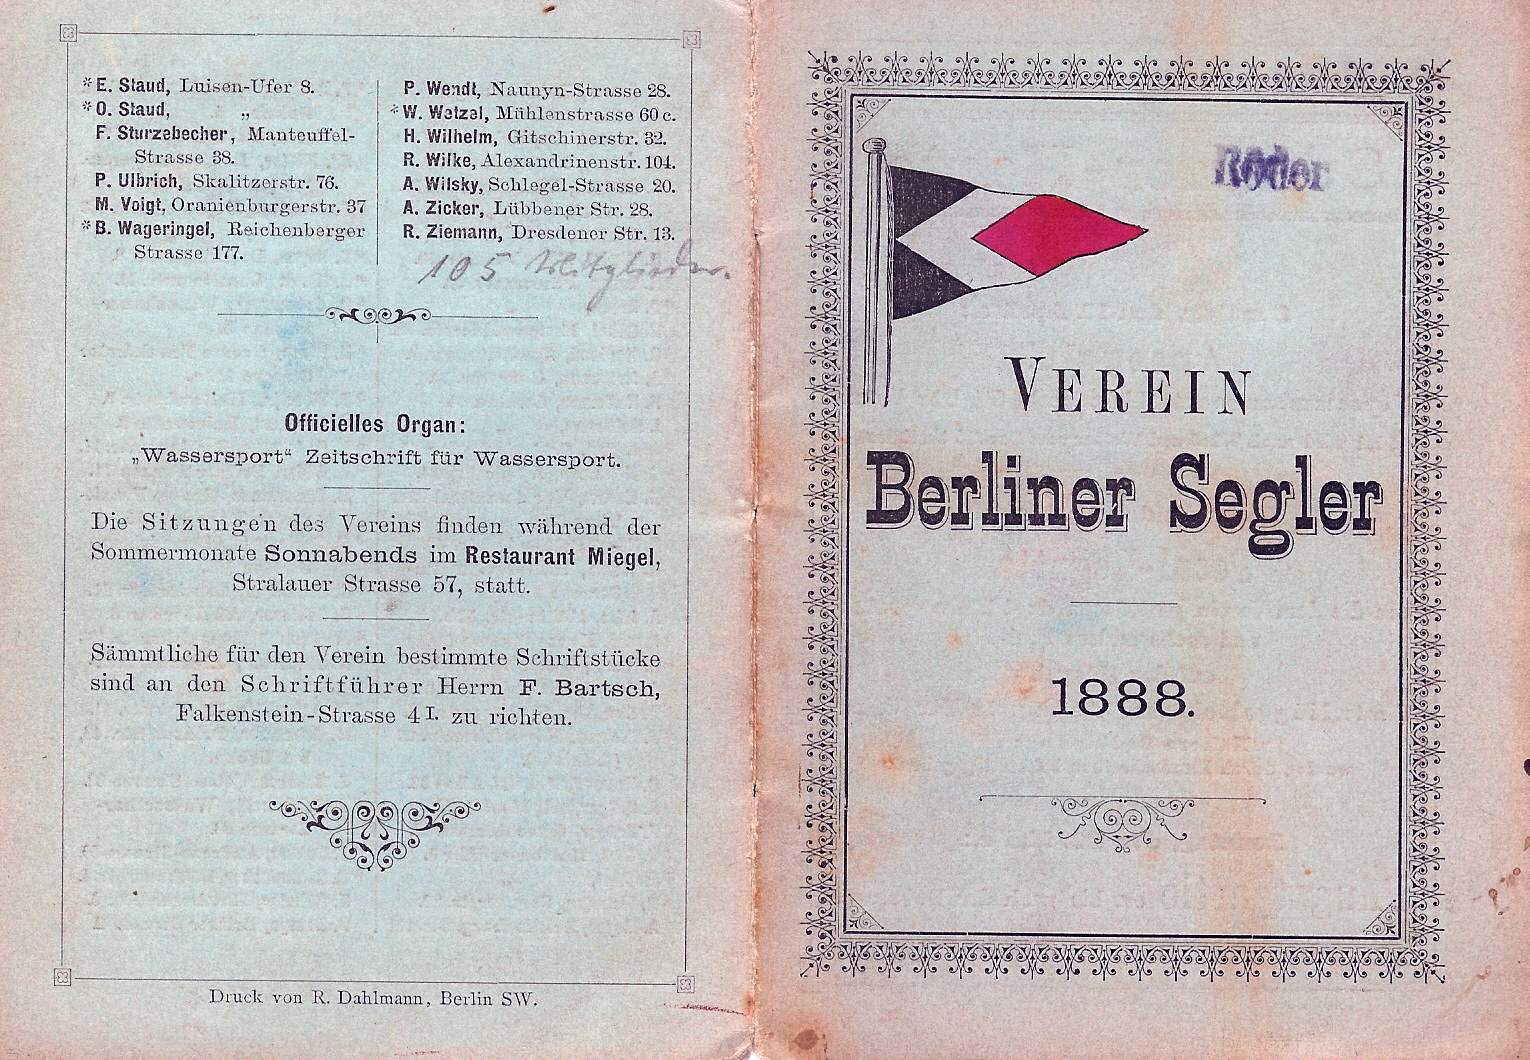 *E. Staud, Luisen-Ufer 8.
*O. Staud, „
F. Sturzebecher, Manteuffel-
Strasse 38.
P. Ulbrich, Skalitzerstr. 76.
M. Voigt, Oranienburgerstr. 37
*B. Wageringel, Reichenberger
Strasse 177.
P. Wendt, Naunyn-Strasse 28.
*W. Wetzel, Mühlenstrasse 60 c.
H. Wilhelm, Gitschinerstr. 32.
R. Wilke, Alexandrinenstr. 104.
A. Wilsky, Schlegel-Strasse 20.
A. Zicker, Lübbener Str. 28.
R. Ziemann, Dresdener Str. 13.
105 Mitglieder.
Officielles Organ:
„Wassersport“ Zeitschrift für Wassersport.
Die Sitzungen des Vereins finden während der
Sommermonate Sonnabends im Restaurant Miegel,
Stralauer Strasse 57, statt.
Sämmtliche für den Verein bestimmte Schriftstücke
sind an den Schriftführer Herrn F. Bartsch,
Falkenstein-Strasse 4 I. zu richten.
Druck von R. Dahlmann, Berlin SW.
Röder
VEREIN
Berliner Segler
1888.